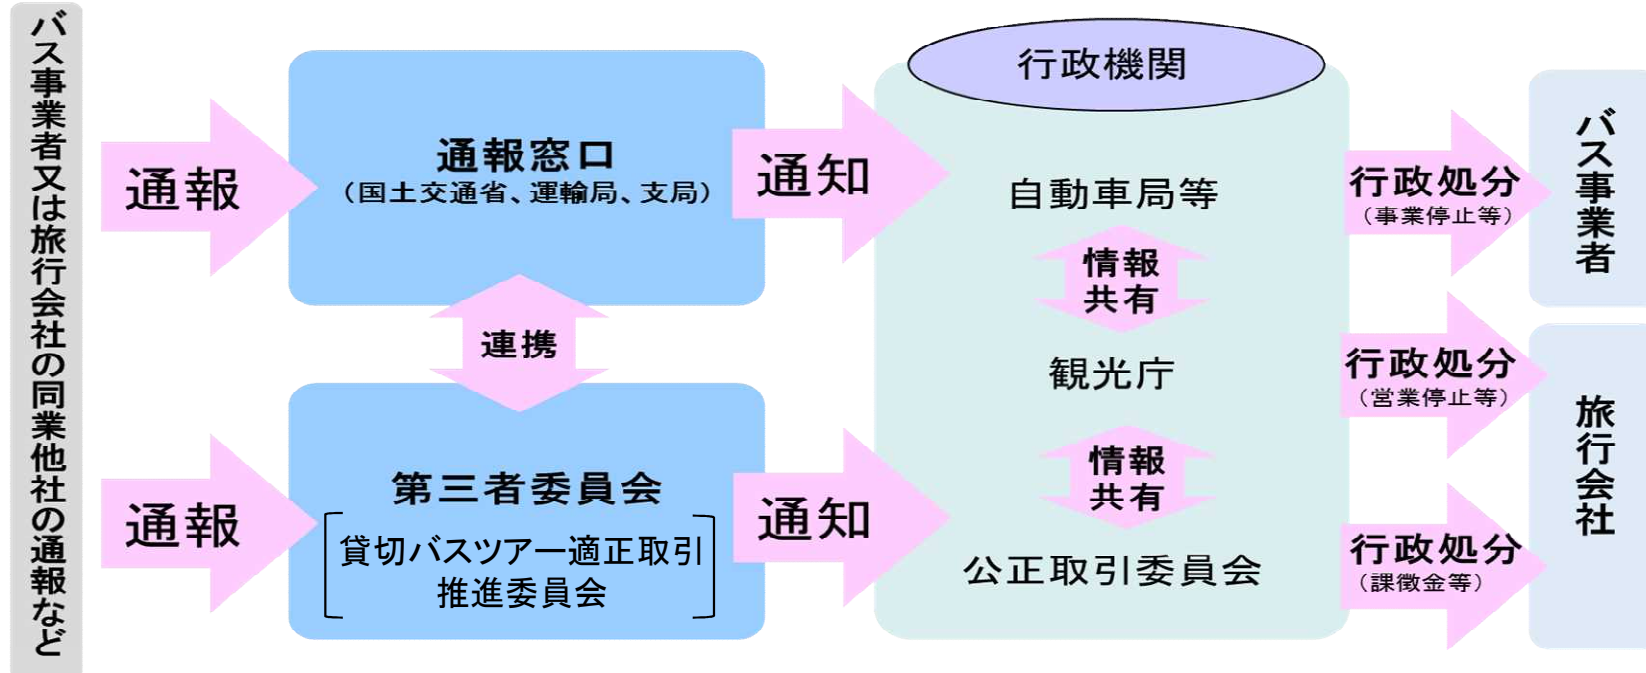 バス事業者又は旅行会社の同業他社の通報など
通報
通報窓口
（国土交通省、運輸局、支局）
通知
連携
通報
第三者委員会
貸切バスツアー適正取引
推進委員会
通知
行政機関
自動車局等
情報
共有
観光庁
情報
共有
公正取引委員会
行政処分
（事業停止等）
バス事業者
行政処分
（営業停止等）
行政処分
（課徴金等）
旅行会社